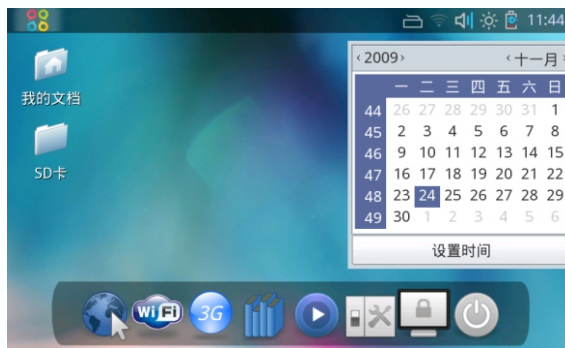 11:44
我的文档
SD卡
‹ 2009 › ‹ 十一月 ›
一 二 三 四 五 六 日
44 26 27 28 29 30 31 1
45 2 3 4 5 6 7 8
46 9 10 11 12 13 14 15
47 16 17 18 19 20 21 22
48 23 24 25 26 27 28 29
49 30 1 2 3 4 5 6
设置时间
Wi Fi
3G